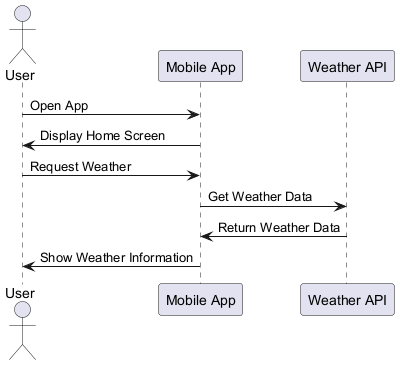 User
Mobile App
Weather API
Open App
Display Home Screen
Request Weather
Get Weather Data
Return Weather Data
Show Weather Information
User
Mobile App
Weather API